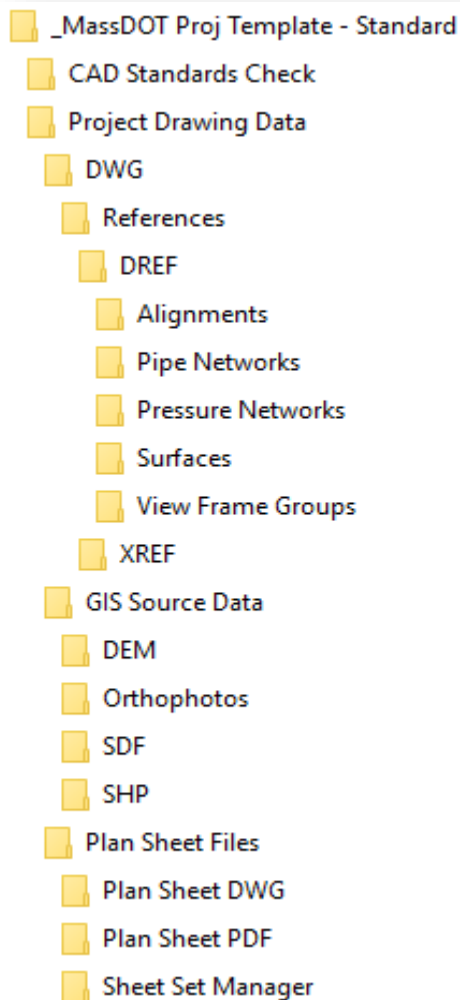 _MassDOT Proj Template - Standard
CAD Standards Check
Project Drawing Data
DWG
References
DREF
Alignments
Pipe Networks
Pressure Networks
Surfaces
View Frame Groups
XREF
GIS Source Data
DEM
Orthophotos
SDF
SHP
Plan Sheet Files
Plan Sheet DWG
Plan Sheet PDF
Sheet Set Manager